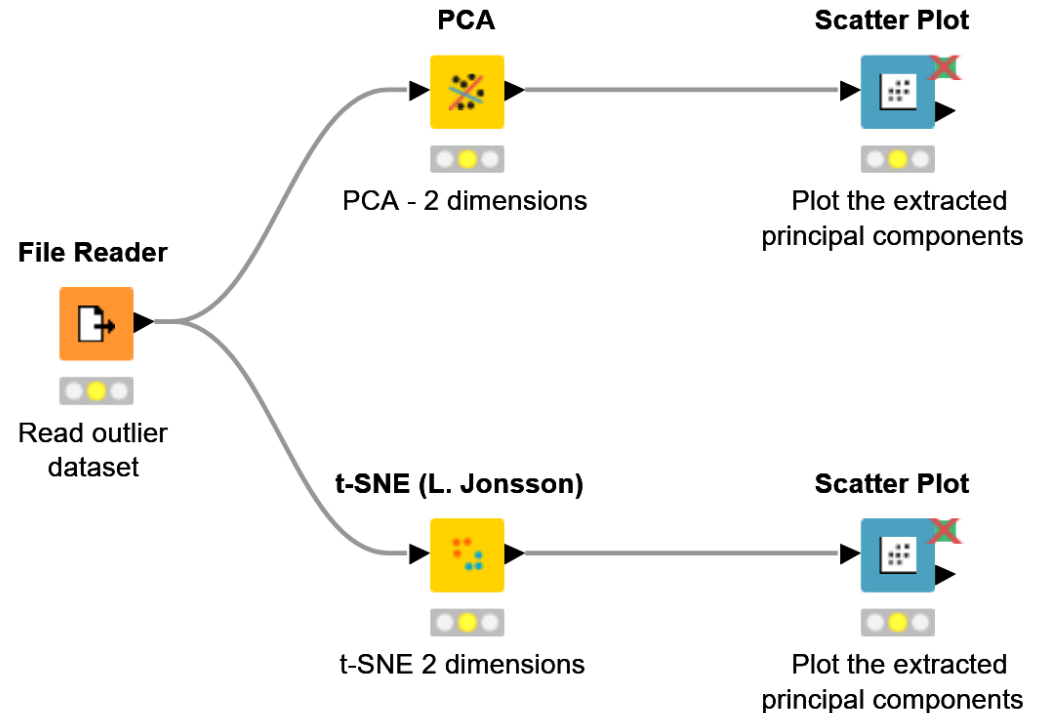 PCA
Scatter Plot
PCA - 2 dimensions
Plot the extracted
principal components
File Reader
Read outlier
dataset
t-SNE (L. Jonsson)
Scatter Plot
t-SNE 2 dimensions
Plot the extracted
principal components